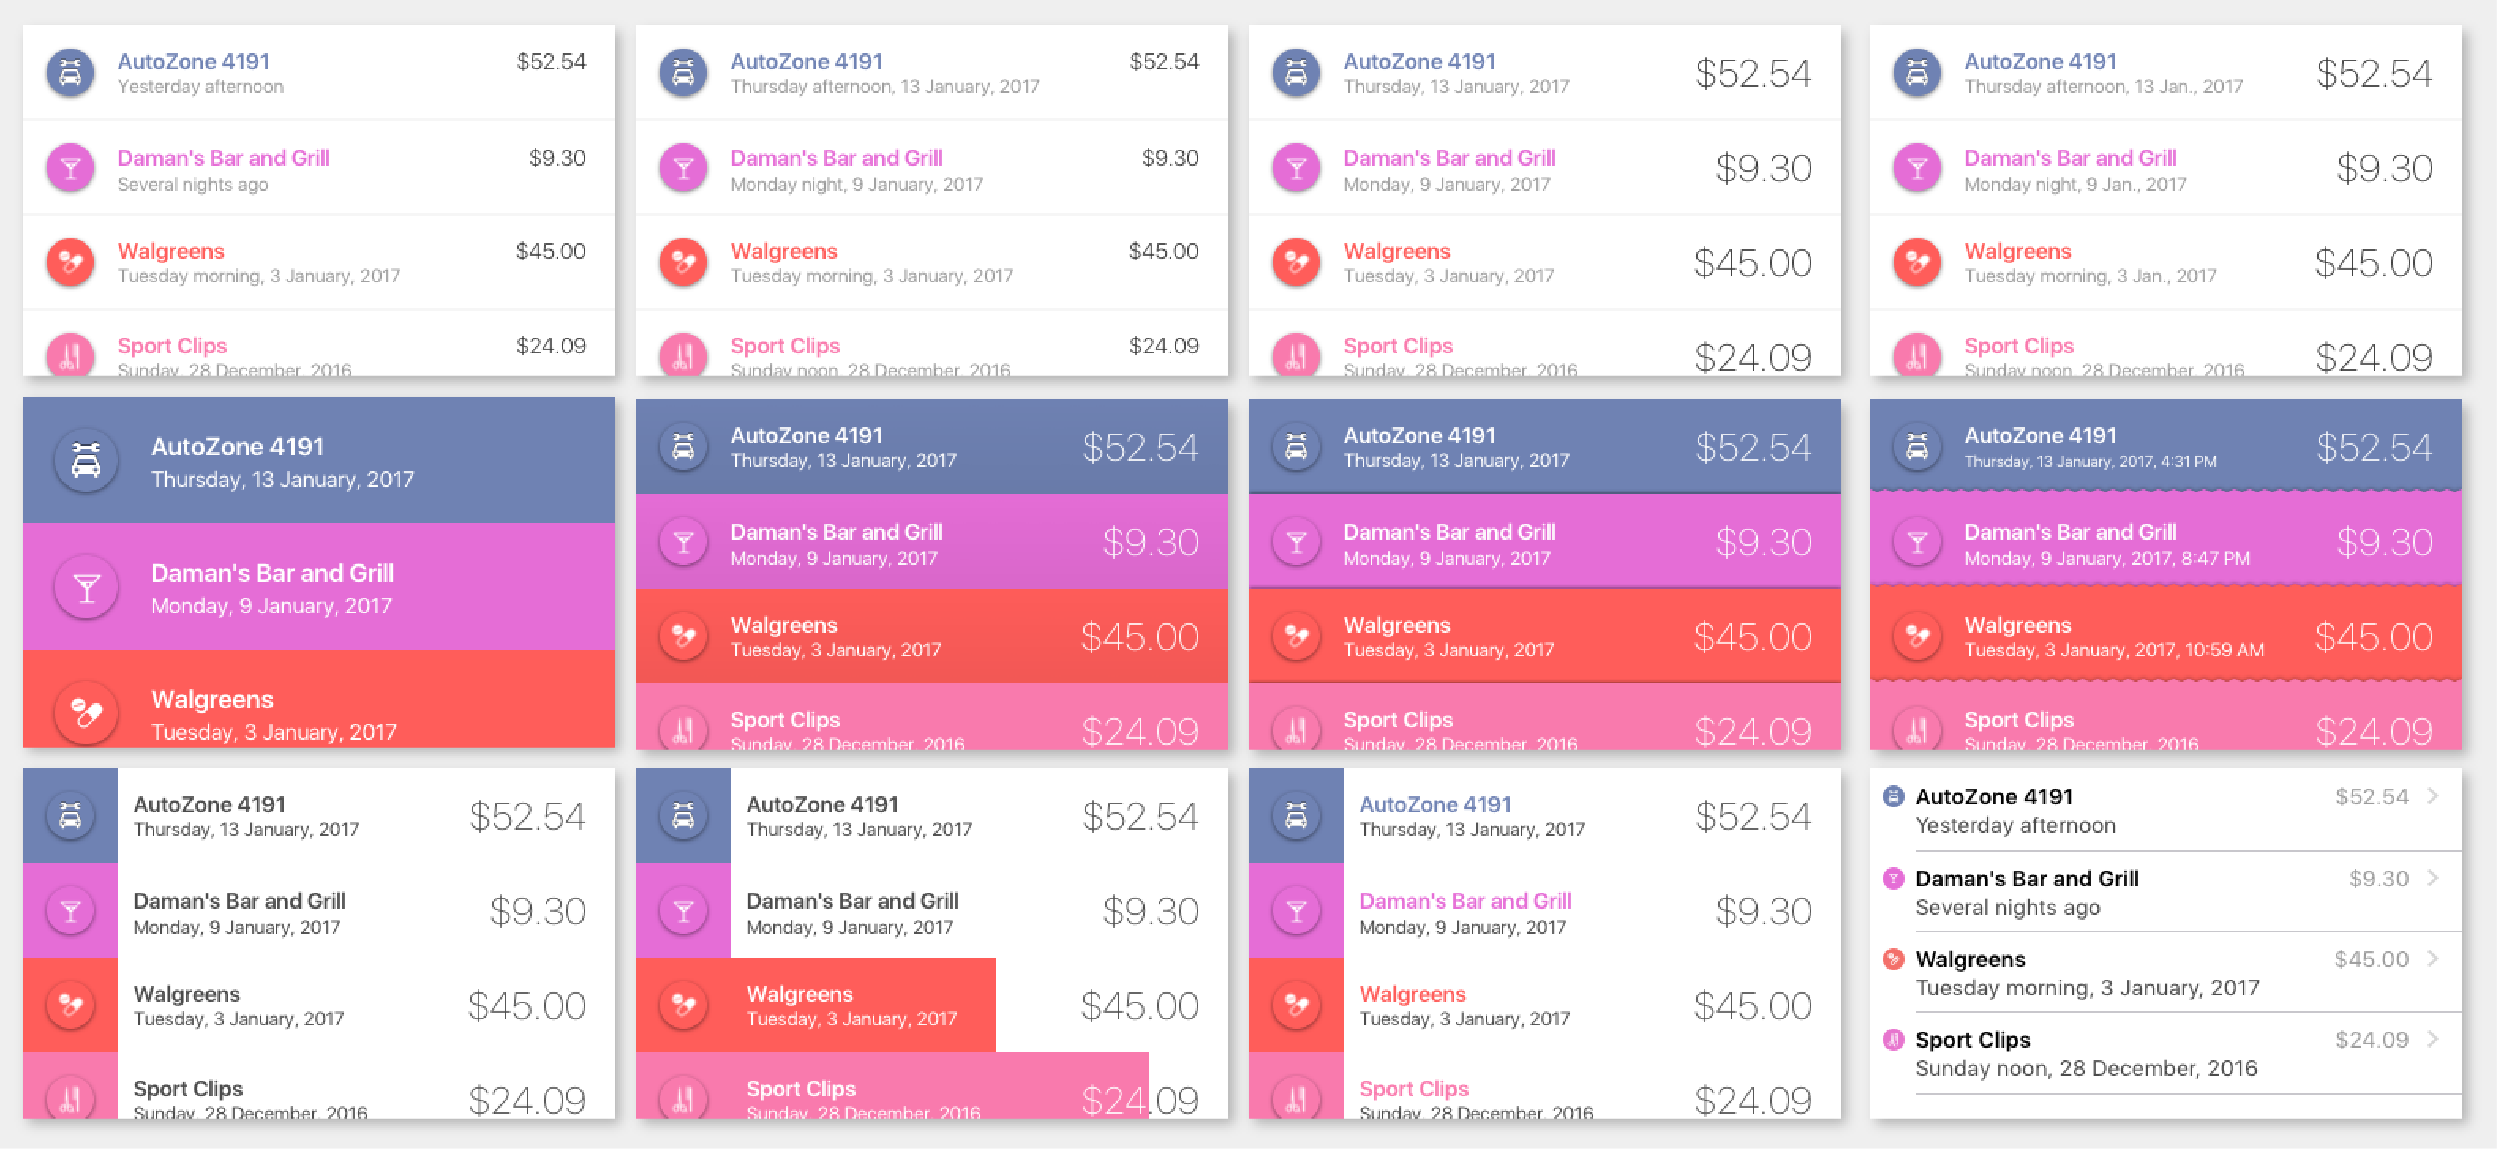 AutoZone 4191 $52.54
Yesterday afternoon
Daman's Bar and Grill $9.30
Several nights ago
Walgreens $45.00
Tuesday morning, 3 January, 2017
Sport Clips $24.09
Sunday, 28 December, 2016
AutoZone 4191 $52.54
Thursday afternoon, 13 January, 2017
Daman's Bar and Grill $9.30
Monday night, 9 January, 2017
Walgreens $45.00
Tuesday morning, 3 January, 2017
Sport Clips $24.09
Sunday noon, 28 December, 2016
AutoZone 4191 $52.54
Thursday, 13 January, 2017
Daman's Bar and Grill $9.30
Monday, 9 January, 2017
Walgreens $45.00
Tuesday, 3 January, 2017
Sport Clips $24.09
Sunday, 28 December, 2016
AutoZone 4191 $52.54
Thursday afternoon, 13 Jan., 2017
Daman's Bar and Grill $9.30
Monday night, 9 Jan., 2017
Walgreens $45.00
Tuesday morning, 3 Jan., 2017
Sport Clips $24.09
Sunday noon, 28 December, 2016
AutoZone 4191
Thursday, 13 January, 2017
Daman's Bar and Grill
Monday, 9 January, 2017
Walgreens
Tuesday, 3 January, 2017
AutoZone 4191 $52.54
Thursday, 13 January, 2017
Daman's Bar and Grill $9.30
Monday, 9 January, 2017
Walgreens $45.00
Tuesday, 3 January, 2017
Sport Clips $24.09
Sunday, 28 December, 2016
AutoZone 4191 $52.54
Thursday, 13 January, 2017
Daman's Bar and Grill $9.30
Monday, 9 January, 2017
Walgreens $45.00
Tuesday, 3 January, 2017
Sport Clips $24.09
Sunday, 28 December, 2016
AutoZone 4191 $52.54
Thursday, 13 January, 2017, 4:31 PM
Daman's Bar and Grill $9.30
Monday, 9 January, 2017, 8:47 PM
Walgreens $45.00
Tuesday, 3 January, 2017, 10:59 AM
Sport Clips $24.09
Sunday, 28 December, 2016
AutoZone 4191 $52.54
Thursday, 13 January, 2017
Daman's Bar and Grill $9.30
Monday, 9 January, 2017
Walgreens $45.00
Tuesday, 3 January, 2017
Sport Clips $24.09
Sunday, 28 December, 2016
AutoZone 4191 $52.54
Thursday, 13 January, 2017
Daman's Bar and Grill $9.30
Monday, 9 January, 2017
Walgreens $45.00
Tuesday, 3 January, 2017
Sport Clips $24.09
Sunday, 28 December, 2016
AutoZone 4191 $52.54
Thursday, 13 January, 2017
Daman's Bar and Grill $9.30
Monday, 9 January, 2017
Walgreens $45.00
Tuesday, 3 January, 2017
Sport Clips $24.09
Sunday, 28 December, 2016
AutoZone 4191 $52.54
Yesterday afternoon
Daman's Bar and Grill $9.30
Several nights ago
Walgreens $45.00
Tuesday morning, 3 January, 2017
Sport Clips $24.09
Sunday noon, 28 December, 2016